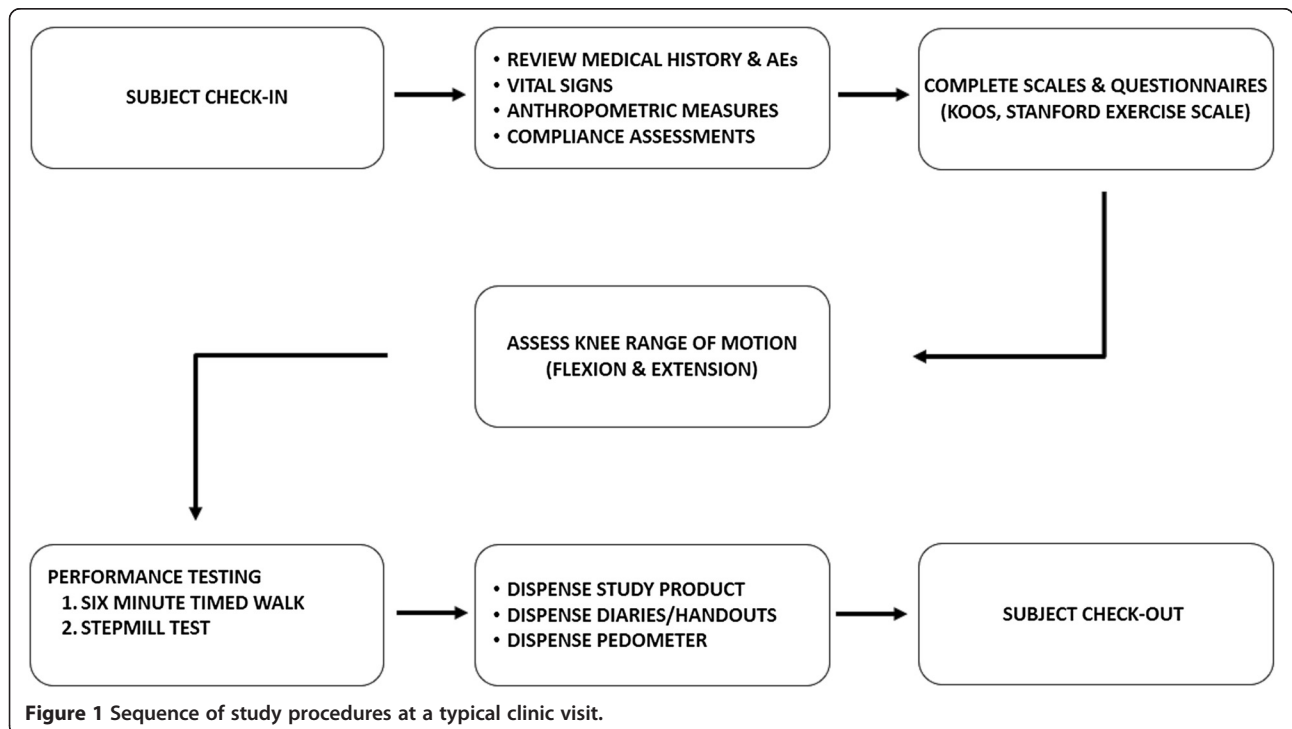 SUBJECT CHECK-IN
• REVIEW MEDICAL HISTORY & AEs
• VITAL SIGNS
• ANTHROPOMETRIC MEASURES
• COMPLIANCE ASSESSMENTS
COMPLETE SCALES & QUESTIONNAIRES
(KOOS, STANFORD EXERCISE SCALE)
ASSESS KNEE RANGE OF MOTION
(FLEXION & EXTENSION)
PERFORMANCE TESTING
1. SIX MINUTE TIMED WALK
2. STEPMILL TEST
• DISPENSE STUDY PRODUCT
• DISPENSE DIARIES/HANDOUTS
• DISPENSE PEDOMETER
SUBJECT CHECK-OUT
Figure 1 Sequence of study procedures at a typical clinic visit.